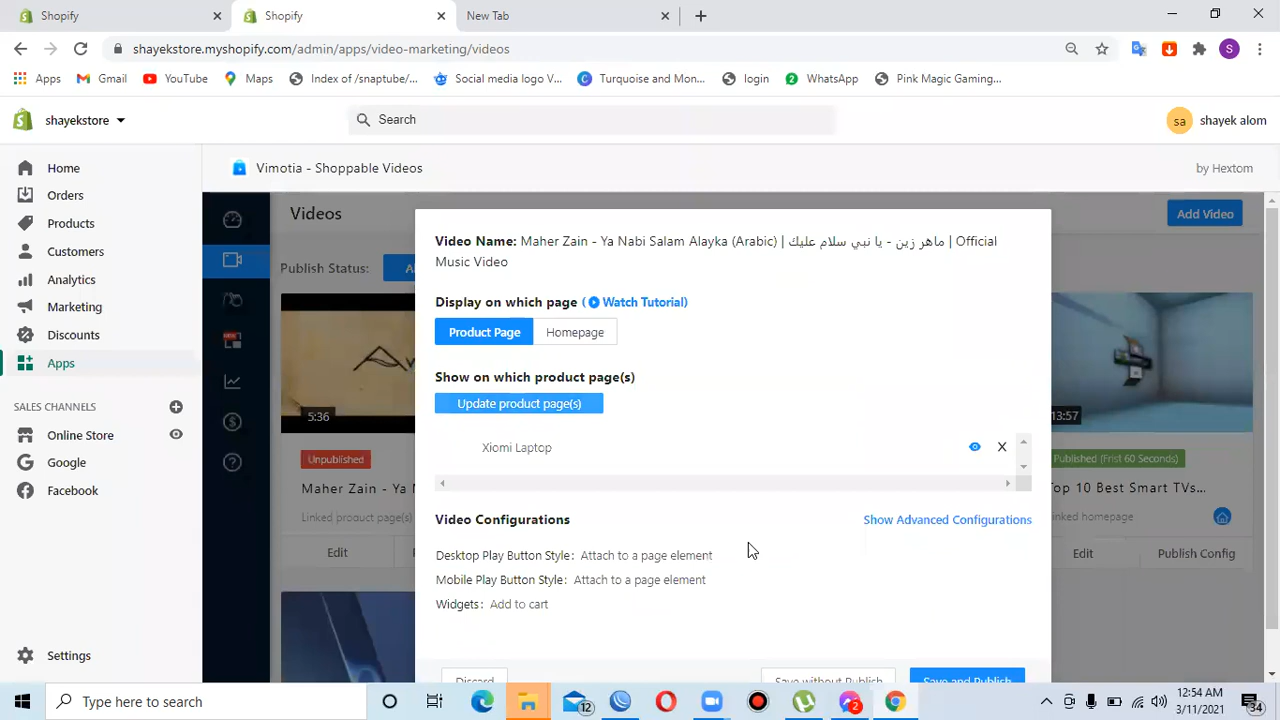 Shopify
Shopify
New Tab
shayekstore.myshopify.com/admin/apps/video-marketing/videos
S
Apps
Gmail
YouTube
Maps
Index of /snaptube/...
Social media logo V...
Turquoise and Mon...
login
2
WhatsApp
Pink Magic Gaming...
shayekstore
Search
sa
shayek alom
Home
Orders
Products
Customers
Analytics
Marketing
Discounts
Apps
SALES CHANNELS
Online Store
Google
Facebook
Settings
Vimotia - Shoppable Videos
by Hextom
Videos
Add Video
Publish Status:
5:36
Unpublished
Maher Zain - Ya N
Linked product page(s)
Edit
Video Name: Maher Zain - Ya Nabi Salam Alayka (Arabic) | ماهر زين - يا نبي سلام عليك | Official
Music Video
Display on which page ( Watch Tutorial)
Product Page
Homepage
Show on which product page(s)
Update product page(s)
Xiomi Laptop
X
Video Configurations
Show Advanced Configurations
Desktop Play Button Style: Attach to a page element
Mobile Play Button Style: Attach to a page element
Widgets: Add to cart
Discard
Save without Publish
Save and Publish
13:57
Published (Frist 60 Seconds)
Top 10 Best Smart TVs...
Linked homepage
Edit
Publish Config
Type here to search
12
2
12:54 AM
3/11/2021
34